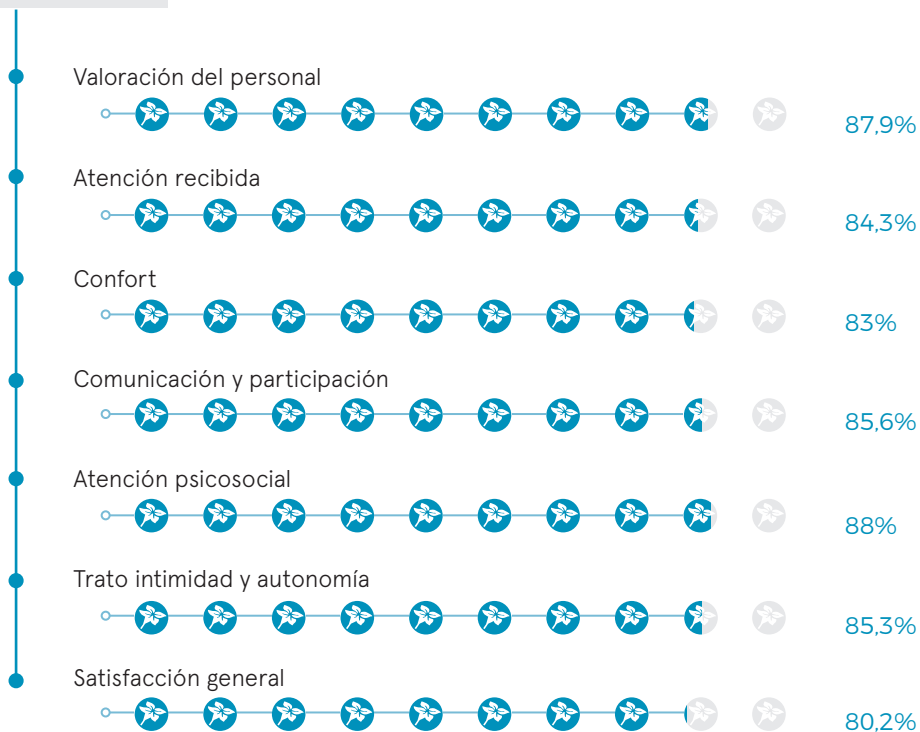 Valoración del personal
87,9%
Atención recibida
84,3%
Confort
83%
Comunicación y participación
85,6%
Atención psicosocial
88%
Trato intimidad y autonomía
85,3%
Satisfacción general
80,2%